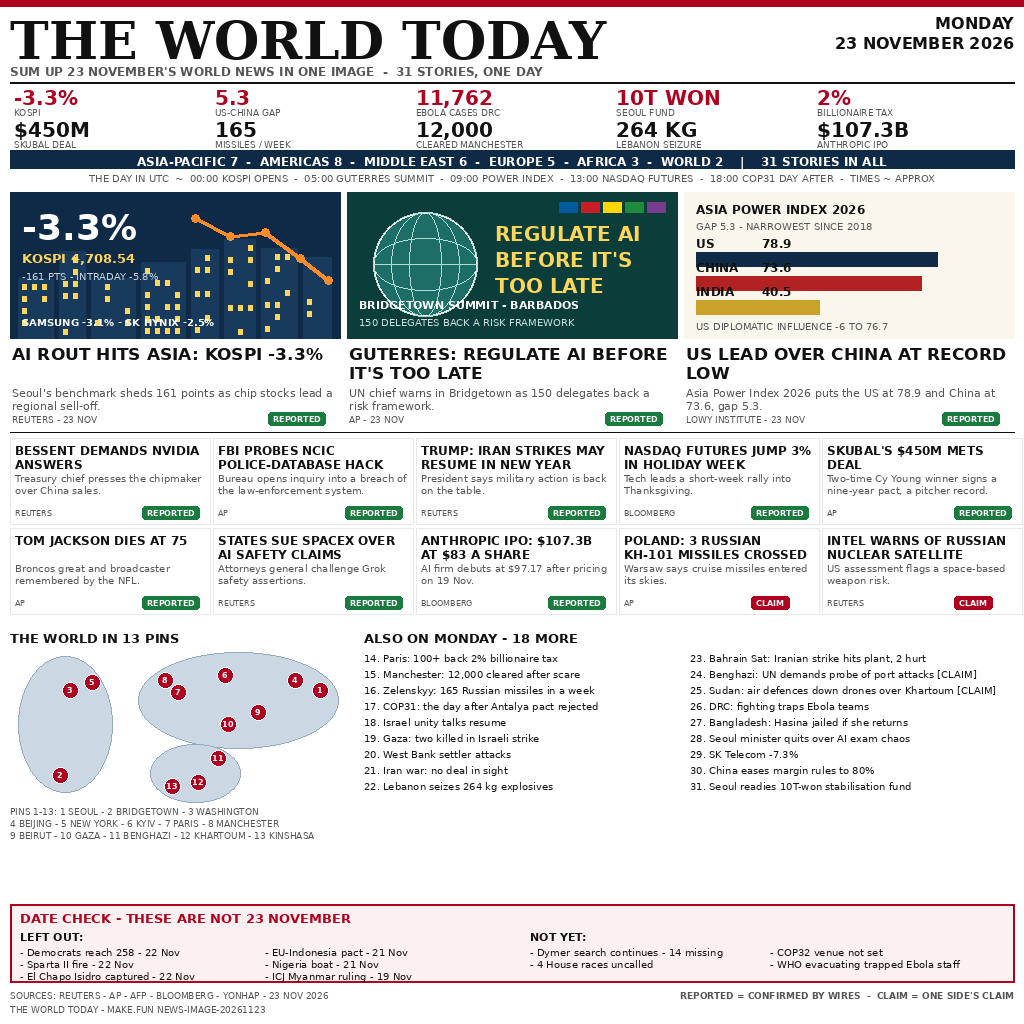 THE WORLD TODAY
MONDAY
23 NOVEMBER 2026
SUM UP 23 NOVEMBER'S WORLD NEWS IN ONE IMAGE - 31 STORIES, ONE DAY
-3.3%
KOSPI
5.3
US-CHINA GAP
11,762
EBOLA CASES DRC
10T WON
SEOUL FUND
2%
BILLIONAIRE TAX
$450M
SKUBAL DEAL
165
MISSILES / WEEK
12,000
CLEARED MANCHESTER
264 KG
LEBANON SEIZURE
$107.3B
ANTHROPIC IPO
ASIA-PACIFIC 7 - AMERICAS 8 - MIDDLE EAST 6 - EUROPE 5 - AFRICA 3 - WORLD 2 | 31 STORIES IN ALL
THE DAY IN UTC ~ 00:00 KOSPI OPENS - 05:00 GUTERRES SUMMIT - 09:00 POWER INDEX - 13:00 NASDAQ FUTURES - 18:00 COP31 DAY AFTER - TIMES ~ APPROX
-3.3%
KOSPI 4,708.54
-161 PTS - INTRADAY -5.8%
SAMSUNG -3.1% - SK HYNIX -2.5%
REGULATE AI
BEFORE IT'S
TOO LATE
BRIDGETOWN SUMMIT - BARBADOS
150 DELEGATES BACK A RISK FRAMEWORK
ASIA POWER INDEX 2026
GAP 5.3 - NARROWEST SINCE 2018
US 78.9
CHINA 73.6
INDIA 40.5
US DIPLOMATIC INFLUENCE -6 TO 76.7
AI ROUT HITS ASIA: KOSPI -3.3%
Seoul's benchmark sheds 161 points as chip stocks lead a
regional sell-off.
REUTERS - 23 NOV
REPORTED
GUTERRES: REGULATE AI BEFORE
IT'S TOO LATE
UN chief warns in Bridgetown as 150 delegates back a
risk framework.
AP - 23 NOV
REPORTED
US LEAD OVER CHINA AT RECORD
LOW
Asia Power Index 2026 puts the US at 78.9 and China at
73.6, gap 5.3.
LOWY INSTITUTE - 23 NOV
REPORTED
BESSENT DEMANDS NVIDIA
ANSWERS
Treasury chief presses the chipmaker
over China sales.
REUTERS
REPORTED
FBI PROBES NCIC
POLICE-DATABASE HACK
Bureau opens inquiry into a breach of
the law-enforcement system.
AP
REPORTED
TRUMP: IRAN STRIKES MAY
RESUME IN NEW YEAR
President says military action is back
on the table.
REUTERS
REPORTED
NASDAQ FUTURES JUMP 3%
IN HOLIDAY WEEK
Tech leads a short-week rally into
Thanksgiving.
BLOOMBERG
REPORTED
SKUBAL'S $450M METS
DEAL
Two-time Cy Young winner signs a
nine-year pact, a pitcher record.
AP
REPORTED
TOM JACKSON DIES AT 75
Broncos great and broadcaster
remembered by the NFL.
AP
REPORTED
STATES SUE SPACEX OVER
AI SAFETY CLAIMS
Attorneys general challenge Grok
safety assertions.
REUTERS
REPORTED
ANTHROPIC IPO: $107.3B
AT $83 A SHARE
AI firm debuts at $97.17 after pricing
on 19 Nov.
BLOOMBERG
REPORTED
POLAND: 3 RUSSIAN
KH-101 MISSILES CROSSED
Warsaw says cruise missiles entered
its skies.
AP
CLAIM
INTEL WARNS OF RUSSIAN
NUCLEAR SATELLITE
US assessment flags a space-based
weapon risk.
REUTERS
CLAIM
THE WORLD IN 13 PINS
3
5
2
8
7
6
4
1
9
10
11
12
13
PINS 1-13: 1 SEOUL - 2 BRIDGETOWN - 3 WASHINGTON
4 BEIJING - 5 NEW YORK - 6 KYIV - 7 PARIS - 8 MANCHESTER
9 BEIRUT - 10 GAZA - 11 BENGHAZI - 12 KHARTOUM - 13 KINSHASA
ALSO ON MONDAY - 18 MORE
14. Paris: 100+ back 2% billionaire tax
15. Manchester: 12,000 cleared after scare
16. Zelenskyy: 165 Russian missiles in a week
17. COP31: the day after Antalya pact rejected
18. Israel unity talks resume
19. Gaza: two killed in Israeli strike
20. West Bank settler attacks
21. Iran war: no deal in sight
22. Lebanon seizes 264 kg explosives
23. Bahrain Sat: Iranian strike hits plant, 2 hurt
24. Benghazi: UN demands probe of port attacks [CLAIM]
25. Sudan: air defences down drones over Khartoum [CLAIM]
26. DRC: fighting traps Ebola teams
27. Bangladesh: Hasina jailed if she returns
28. Seoul minister quits over AI exam chaos
29. SK Telecom -7.3%
30. China eases margin rules to 80%
31. Seoul readies 10T-won stabilisation fund
DATE CHECK - THESE ARE NOT 23 NOVEMBER
LEFT OUT:
- Democrats reach 258 - 22 Nov
- Sparta II fire - 22 Nov
- El Chapo Isidro captured - 22 Nov
- EU-Indonesia pact - 21 Nov
- Nigeria boat - 21 Nov
- ICJ Myanmar ruling - 19 Nov
NOT YET:
- Dymer search continues - 14 missing
- 4 House races uncalled
- COP32 venue not set
- WHO evacuating trapped Ebola staff
SOURCES: REUTERS - AP - AFP - BLOOMBERG - YONHAP - 23 NOV 2026
REPORTED = CONFIRMED BY WIRES - CLAIM = ONE SIDE'S CLAIM
THE WORLD TODAY - MAKE.FUN NEWS-IMAGE-20261123